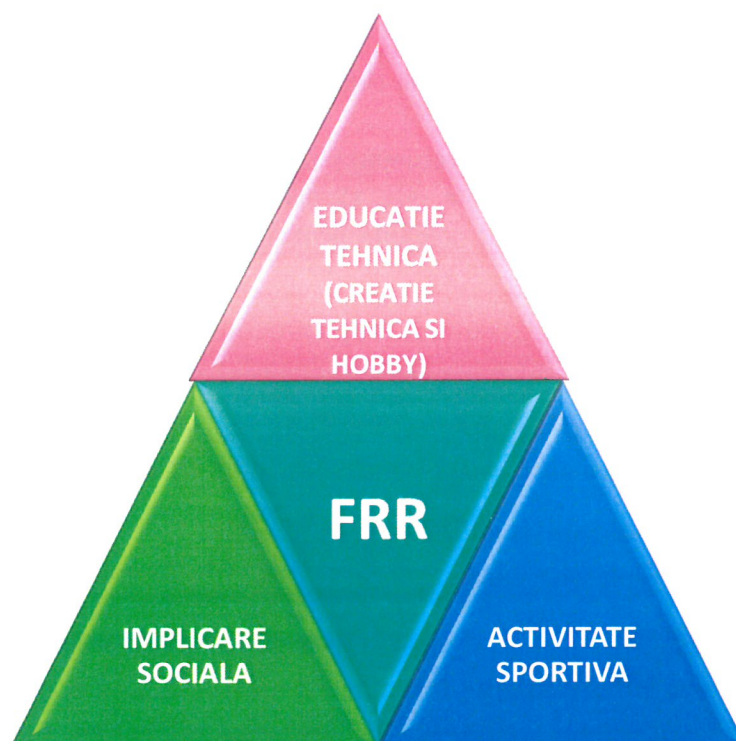 EDUCATIE
TEHNICA
(CREATIE
TEHNICA SI
HOBBY)
FRR
IMPLICARE
SOCIALA
ACTIVITATE
SPORTIVA